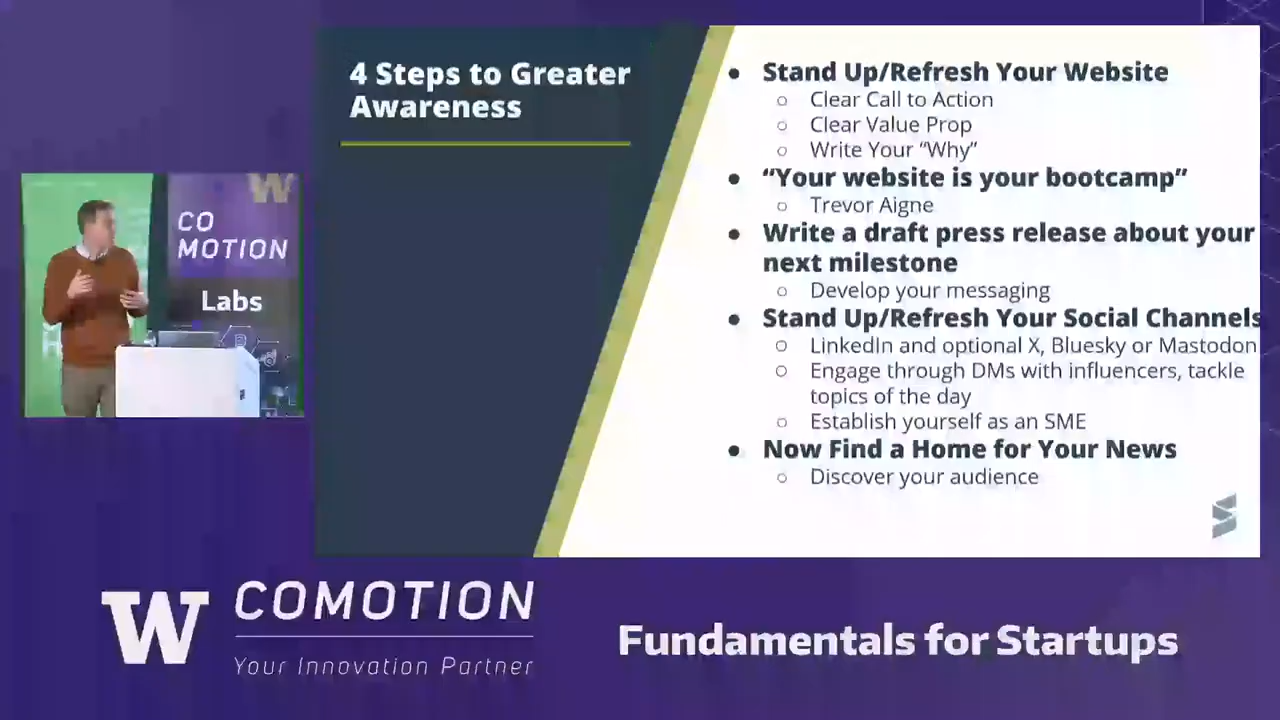 4 Steps to Greater
Awareness
● Stand Up/Refresh Your Website
○ Clear Call to Action
○ Clear Value Prop
○ Write Your “Why”
● “Your website is your bootcamp”
○ Trevor Aigne
● Write a draft press release about your
next milestone
○ Develop your messaging
● Stand Up/Refresh Your Social Channels
○ LinkedIn and optional X, Bluesky or Mastodon
○ Engage through DMs with influencers, tackle
topics of the day
○ Establish yourself as an SME
● Now Find a Home for Your News
○ Discover your audience
W
CO
MOTION
Labs
W COMOTION
Your Innovation Partner
Fundamentals for Startups